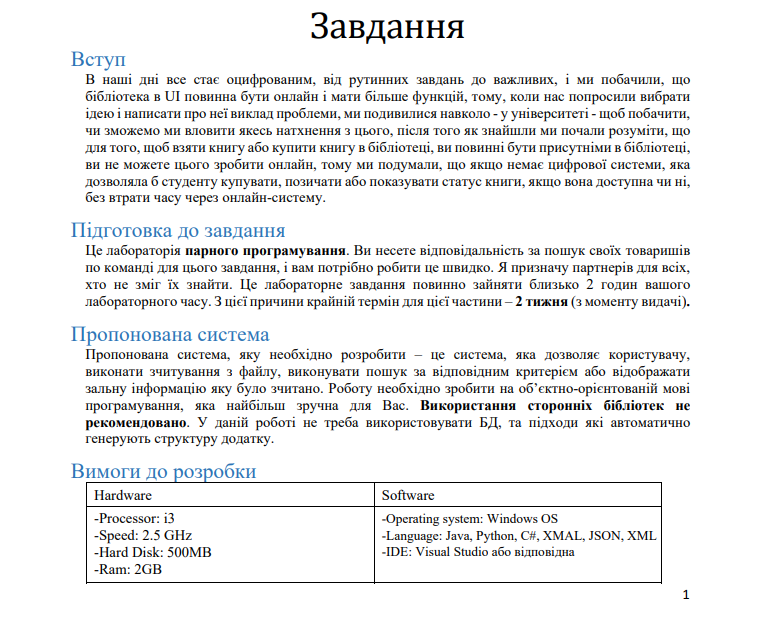 Завдання
Вступ
В наші дні все стає оцифрованим, від рутинних завдань до важливих, і ми побачили, що
бібліотека в UI повинна бути онлайн і мати більше функцій, тому, коли нас попросили вибрати
ідею і написати про неї виклад проблеми, ми подивилися навколо - у університеті - щоб побачити,
чи зможемо ми вловити якесь натхнення з цього, після того як знайшли ми почали розуміти, що
для того, щоб взяти книгу або купити книгу в бібліотеці, ви повинні бути присутніми в бібліотеці,
ви не можете цього зробити онлайн, тому ми подумали, що якщо немає цифрової системи, яка
дозволяла б студенту купувати, позичати або показувати статус книги, якщо вона доступна чи ні,
без втрати часу через онлайн-систему.
Підготовка до завдання
Це лабораторія парного програмування. Ви несете відповідальність за пошук своїх товаришів
по команді для цього завдання, і вам потрібно робити це швидко. Я призначу партнерів для всіх,
хто не зміг їх знайти. Це лабораторне завдання повинно зайняти близько 2 годин вашого
лабораторного часу. З цієї причини крайній термін для цієї частини – 2 тижня (з моменту видачі).
Пропонована система
Пропонована система, яку необхідно розробити – це система, яка дозволяє користувачу,
виконати зчитування з файлу, виконувати пошук за відповідним критерієм або відображати
зальну інформацію яку було зчитано. Роботу необхідно зробити на об’єктно-орієнтованій мові
програмування, яка найбільш зручна для Вас. Використання сторонніх бібліотек не
рекомендовано. У даній роботі не треба використовувати БД, та підходи які автоматично
генерують структуру додатку.
Вимоги до розробки
Hardware
-Processor: i3
-Speed: 2.5 GHz
-Hard Disk: 500MB
-Ram: 2GB
Software
-Operating system: Windows OS
-Language: Java, Python, C#, XMAL, JSON, XML
-IDE: Visual Studio або відповідна
1